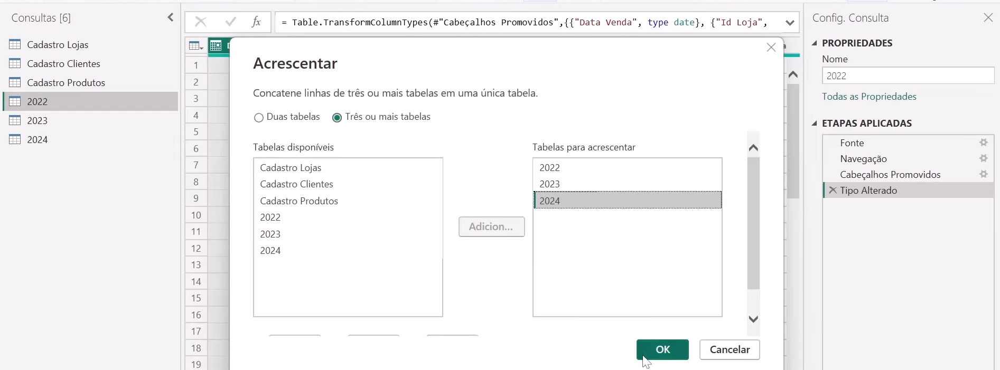 Consultas [6]
Cadastro Lojas
Cadastro Clientes
Cadastro Produtos
2022
2023
2024
fx
= Table.TransformColumnTypes(#"Cabeçalhos Promovidos",{{"Data Venda", type date}, {"Id Loja",
1
2
3
4
5
6
7
8
9
10
11
12
13
14
15
16
17
18
19
Acrescentar
Concatene linhas de três ou mais tabelas em uma única tabela.
Duas tabelas
Três ou mais tabelas
Tabelas disponíveis
Cadastro Lojas
Cadastro Clientes
Cadastro Produtos
2022
2023
2024
Adicion...
Tabelas para acrescentar
2022
2023
2024
OK
Cancelar
Config. Consulta
PROPRIEDADES
Nome
2022
Todas as Propriedades
ETAPAS APLICADAS
Fonte
Navegação
Cabeçalhos Promovidos
Tipo Alterado